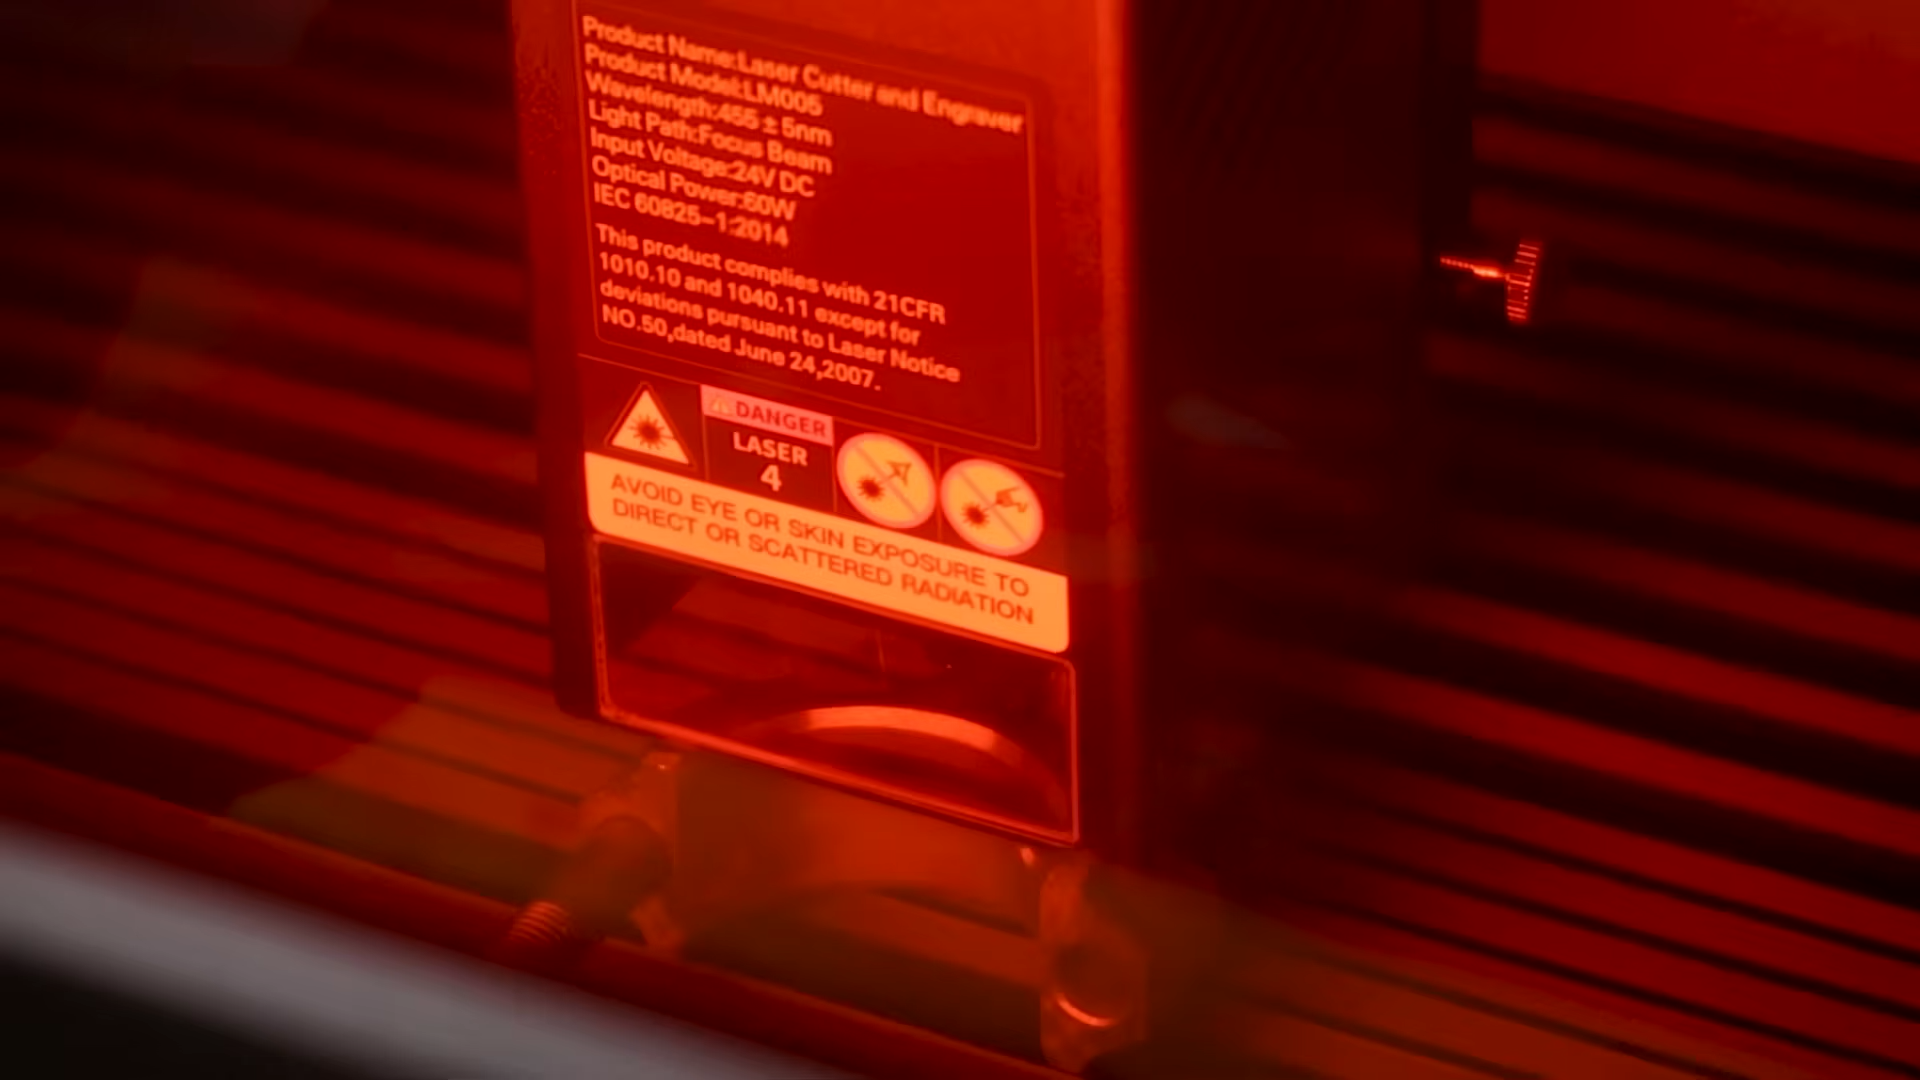 Product Name:Laser Cutter and Engraver
Product Model:LM005
Wavelength:455 ± 5nm
Light Path:Focus Beam
Input Voltage:24V DC
Optical Power:60W
IEC 60825-1:2014
This product complies with 21CFR
1010.10 and 1040.11 except for
deviations pursuant to Laser Notice
NO.50,dated June 24,2007.
DANGER
LASER
4
AVOID EYE OR SKIN EXPOSURE TO
DIRECT OR SCATTERED RADIATION